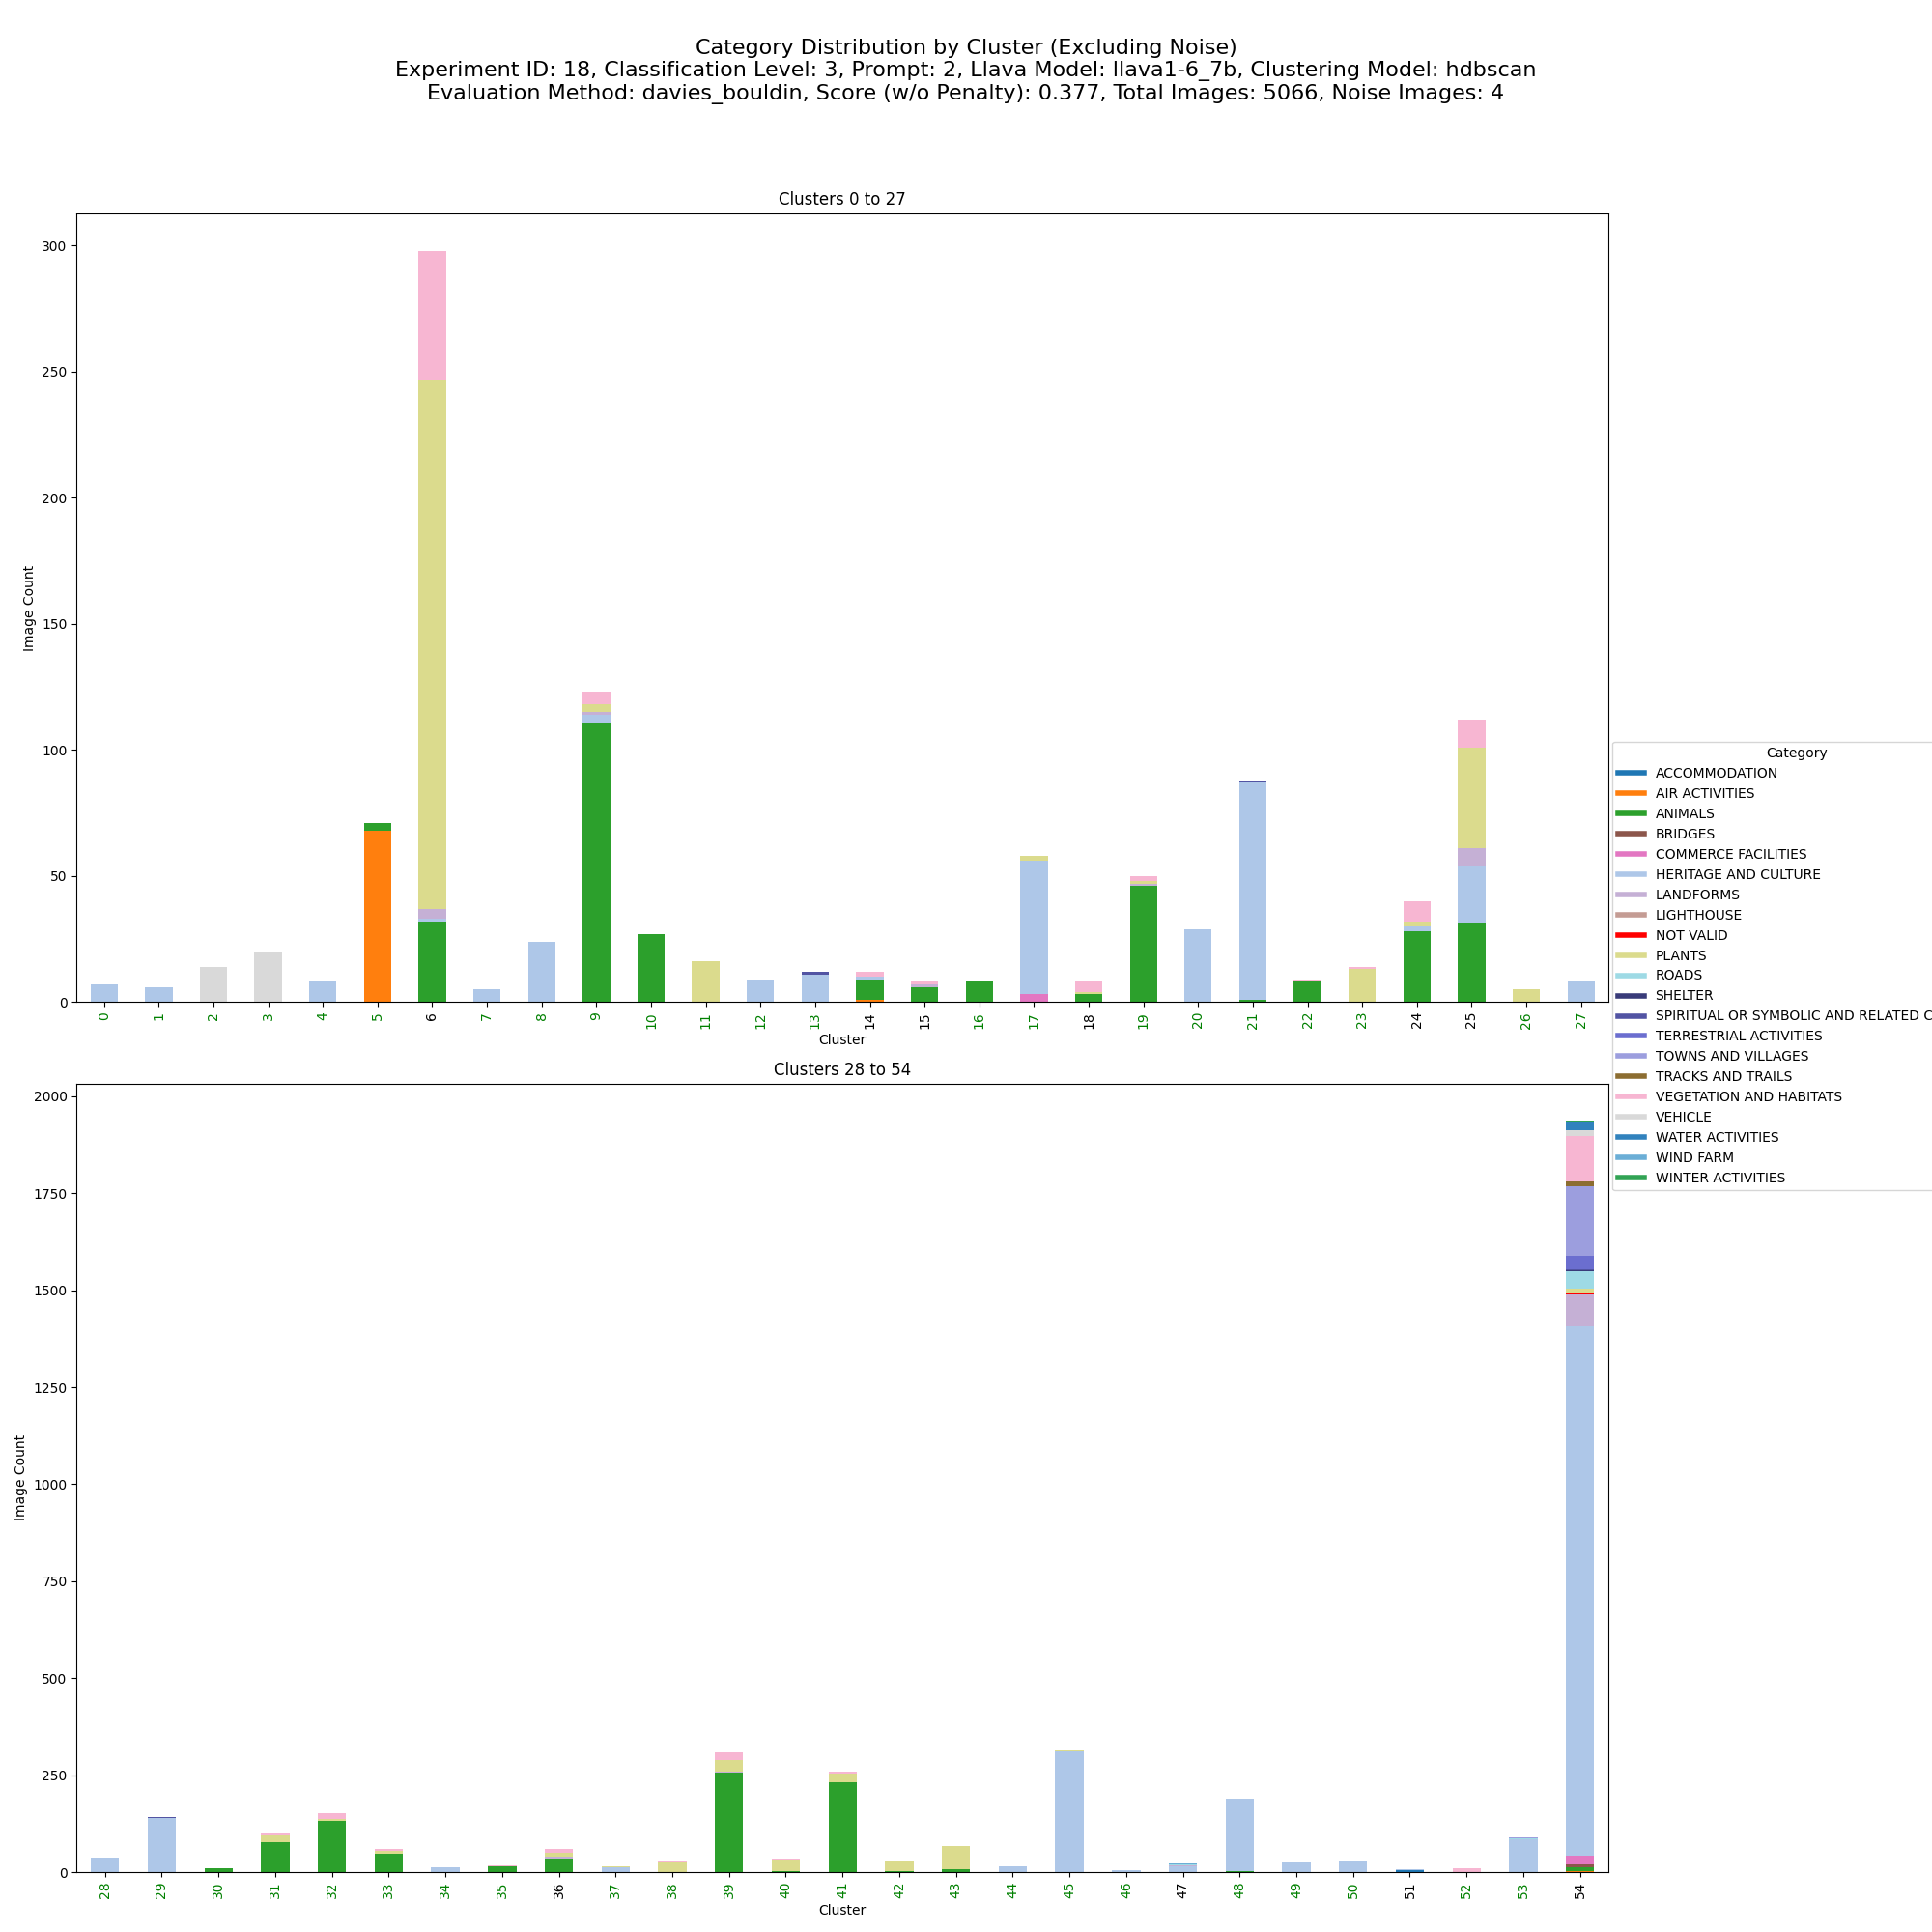 Category Distribution by Cluster (Excluding Noise)
Experiment ID: 18, Classification Level: 3, Prompt: 2, Llava Model: llava1-6_7b, Clustering Model: hdbscan
Evaluation Method: davies_bouldin, Score (w/o Penalty): 0.377, Total Images: 5066, Noise Images: 4
Clusters 0 to 27
300
250
200
150
100
50
0
Image Count
0 1 2 3 4 5 6 7 8 9 10 11 12 13 14 15 16 17 18 19 20 21 22 23 24 25 26 27
Cluster
Category
ACCOMMODATION
AIR ACTIVITIES
ANIMALS
BRIDGES
COMMERCE FACILITIES
HERITAGE AND CULTURE
LANDFORMS
LIGHTHOUSE
NOT VALID
PLANTS
ROADS
SHELTER
SPIRITUAL OR SYMBOLIC AND RELATED C
TERRESTRIAL ACTIVITIES
TOWNS AND VILLAGES
TRACKS AND TRAILS
VEGETATION AND HABITATS
VEHICLE
WATER ACTIVITIES
WIND FARM
WINTER ACTIVITIES
Clusters 28 to 54
2000
1750
1500
1250
1000
750
500
250
0
Image Count
28 29 30 31 32 33 34 35 36 37 38 39 40 41 42 43 44 45 46 47 48 49 50 51 52 53 54
Cluster